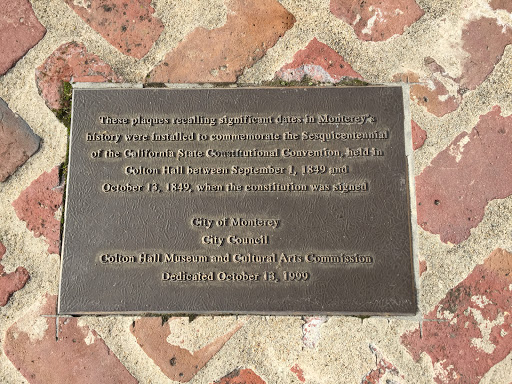 These plaques recalling significant dates in Monterey's
history were installed to commemorate the Sesquicentennial
of the California State Constitutional Convention, held in
Colton Hall between September 1, 1849 and
October 13, 1849, when the constitution was signed
City of Monterey
City Council
Colton Hall Museum and Cultural Arts Commission
Dedicated October 13, 1999